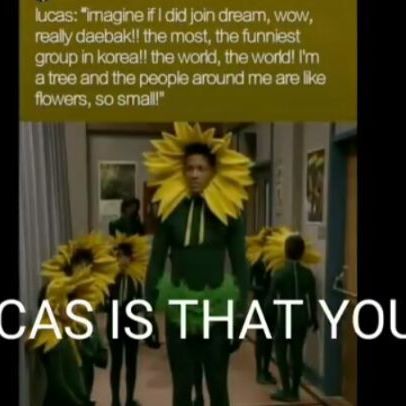 lucas: "imagine if I did join dream, wow,
really daebak!! the most, the funniest
group in korea!! the world, the world! I'm
a tree and the people around me are like
flowers, so small!"
CAS IS THAT YOU